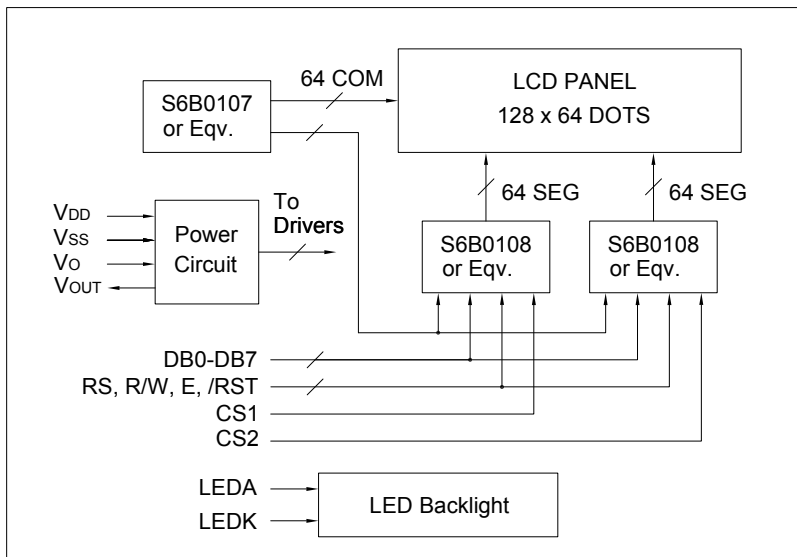 64 COM
S6B0107
or Eqv.
LCD PANEL
128 x 64 DOTS
64 SEG
64 SEG
VDD
VSS
VO
VOUT
Power
Circuit
To
Drivers
S6B0108
or Eqv.
S6B0108
or Eqv.
DB0-DB7
RS, R/W, E, /RST
CS1
CS2
LEDA
LEDK
LED Backlight